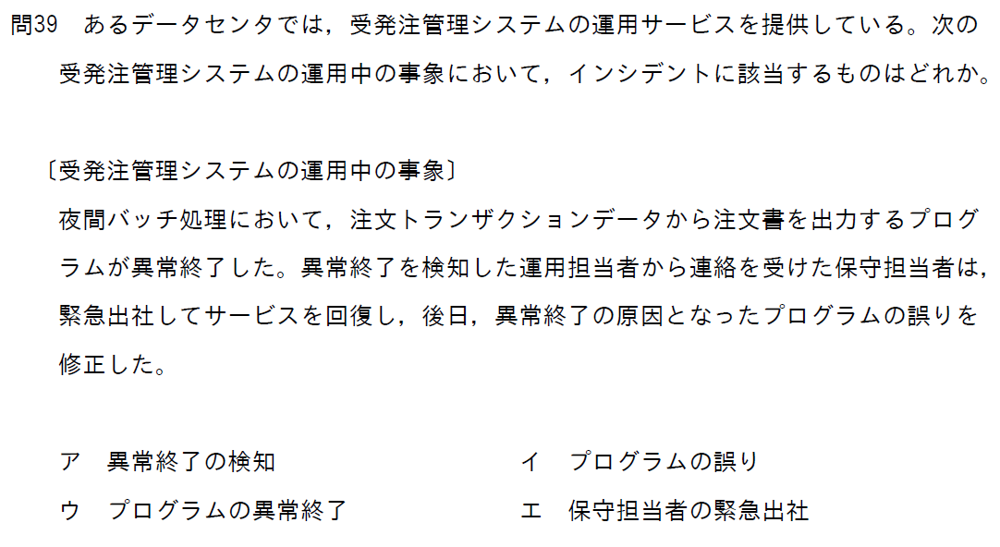 問39　あるデータセンタでは，受発注管理システムの運用サービスを提供している。次の
受発注管理システムの運用中の事象において，インシデントに該当するものはどれか。
〔受発注管理システムの運用中の事象〕
夜間バッチ処理において，注文トランザクションデータから注文書を出力するプログ
ラムが異常終了した。異常終了を検知した運用担当者から連絡を受けた保守担当者は，
緊急出社してサービスを回復し，後日，異常終了の原因となったプログラムの誤りを
修正した。
ア　異常終了の検知　イ　プログラムの誤り
ウ　プログラムの異常終了　エ　保守担当者の緊急出社